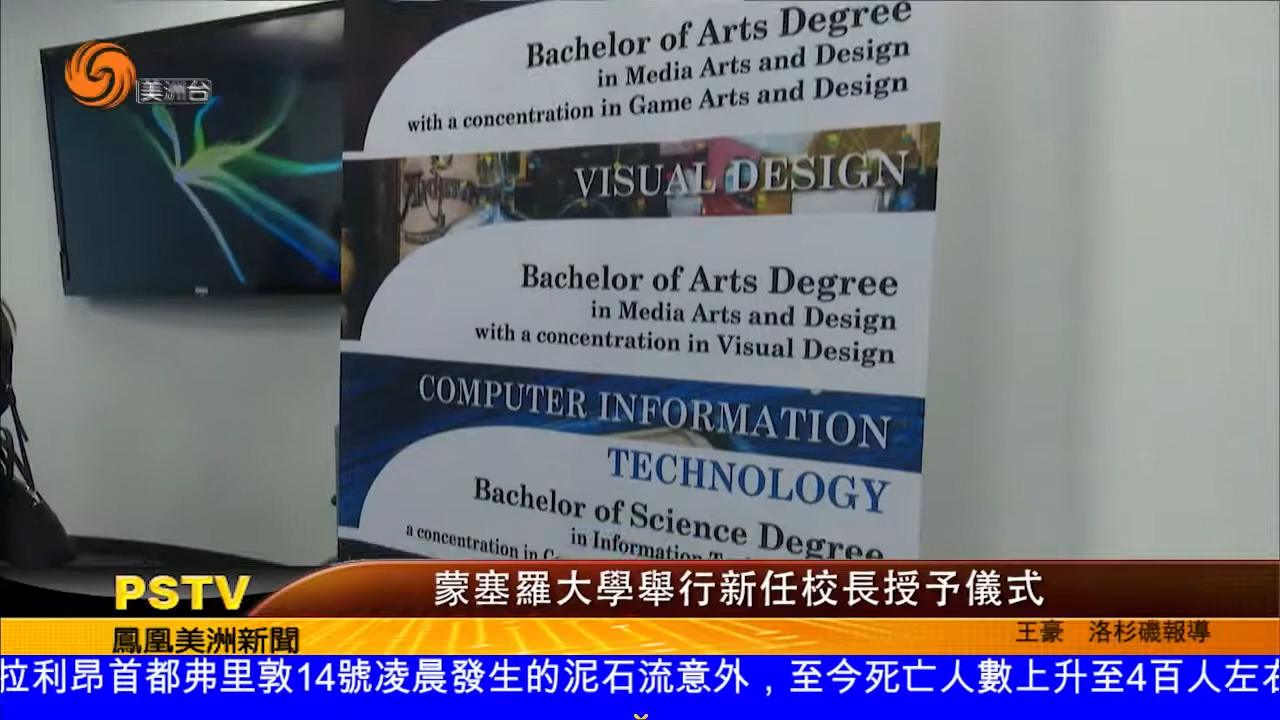 美洲台
Bachelor of Arts Degree
in Media Arts and Design
with a concentration in Game Arts and Design
VISUAL DESIGN
Bachelor of Arts Degree
in Media Arts and Design
with a concentration in Visual Design
COMPUTER INFORMATION
TECHNOLOGY
Bachelor of Science Degree
in Information
a concentration in
PSTV
蒙塞羅大學舉行新任校長授予儀式
鳳凰美洲新聞
王豪 洛杉磯報導
拉利昂首都弗里敦14號凌晨發生的泥石流意外，至今死亡人數上升至4百人左右